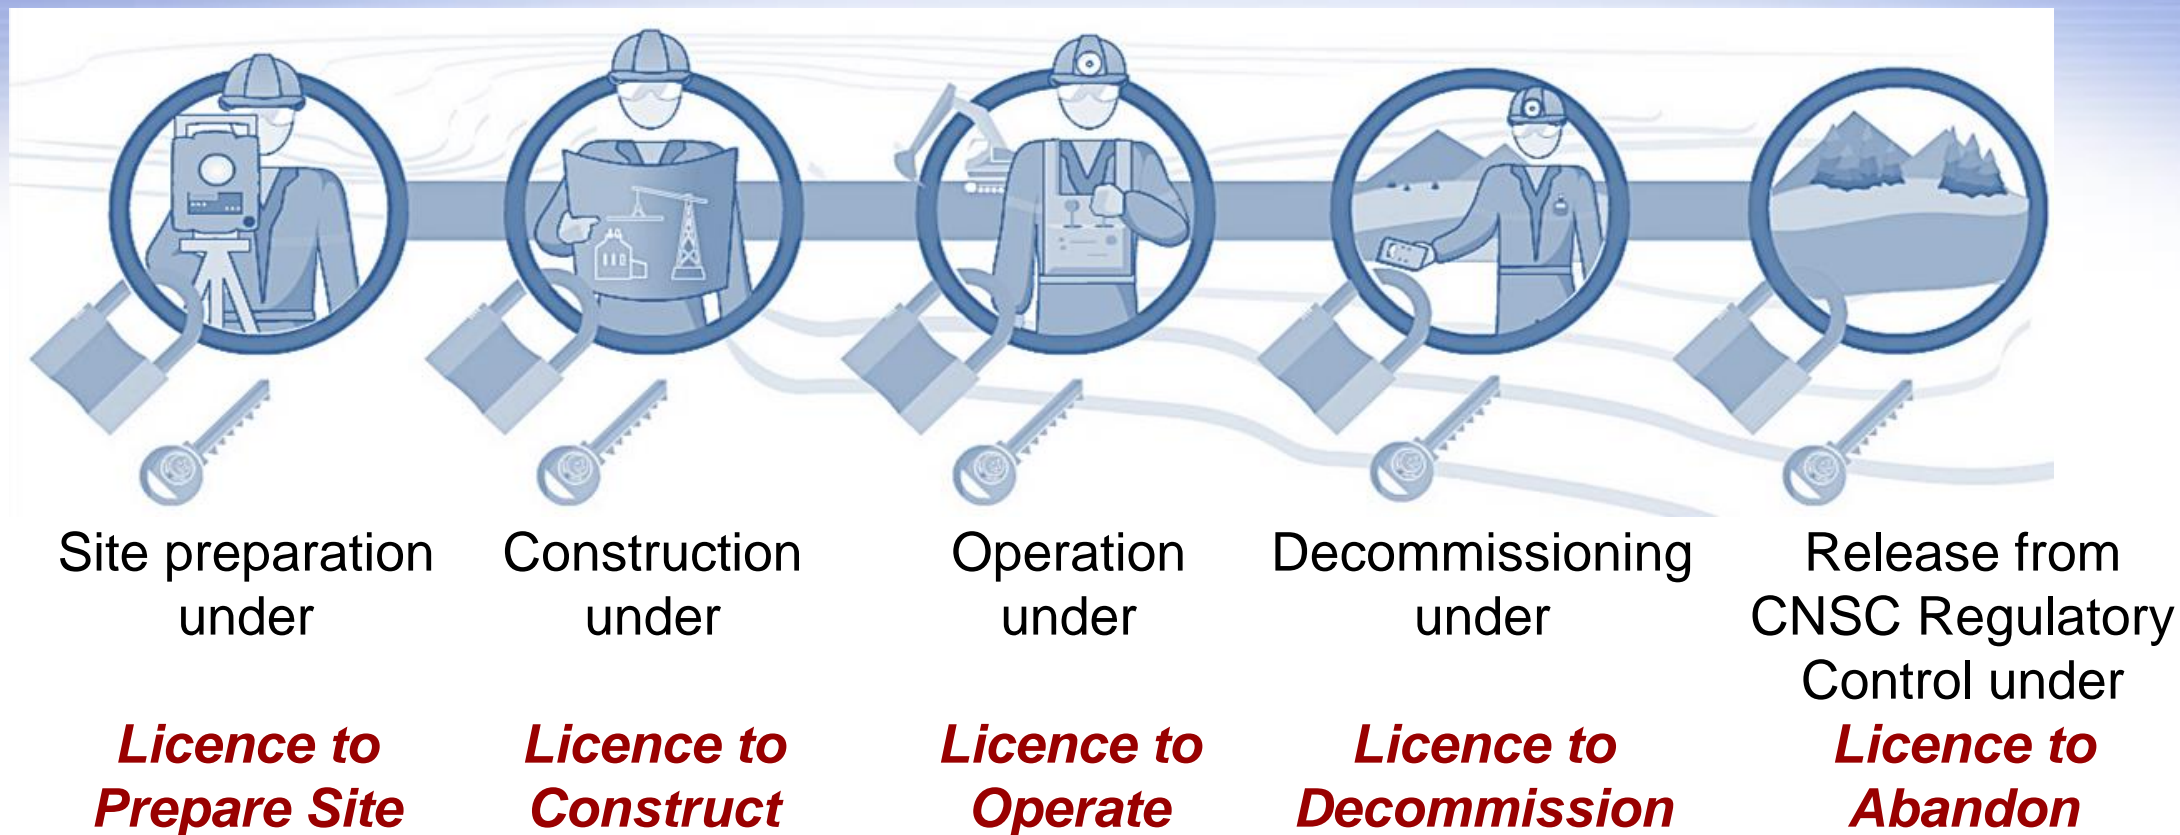 Site preparation
under
Licence to
Prepare Site
Construction
under
Licence to
Construct
Operation
under
Licence to
Operate
Decommissioning
under
Licence to
Decommission
Release from
CNSC Regulatory
Control under
Licence to
Abandon